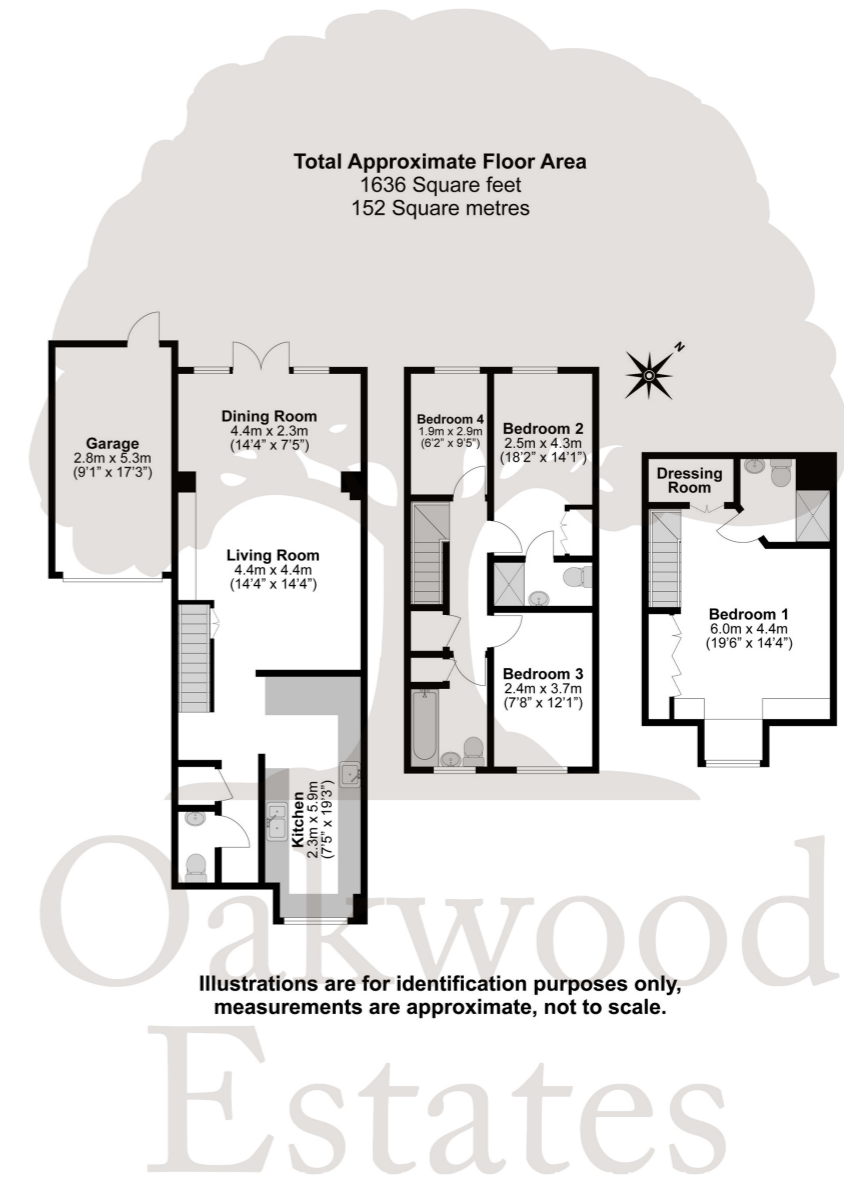 Total Approximate Floor Area
1636 Square feet
152 Square metres
N
Garage
2.8m x 5.3m
(9'1" x 17'3")
Dining Room
4.4m x 2.3m
(14'4" x 7'5")
Living Room
4.4m x 4.4m
(14'4" x 14'4")
Kitchen
2.3m x 5.9m
(7'5" x 19'3")
Bedroom 4
1.9m x 2.9m
(6'2" x 9'5")
Bedroom 2
2.5m x 4.3m
(18'2" x 14'1")
Bedroom 3
2.4m x 3.7m
(7'8" x 12'1")
Dressing
Room
Bedroom 1
6.0m x 4.4m
(19'6" x 14'4")
Oakwood
Illustrations are for identification purposes only,
measurements are approximate, not to scale.
Estates